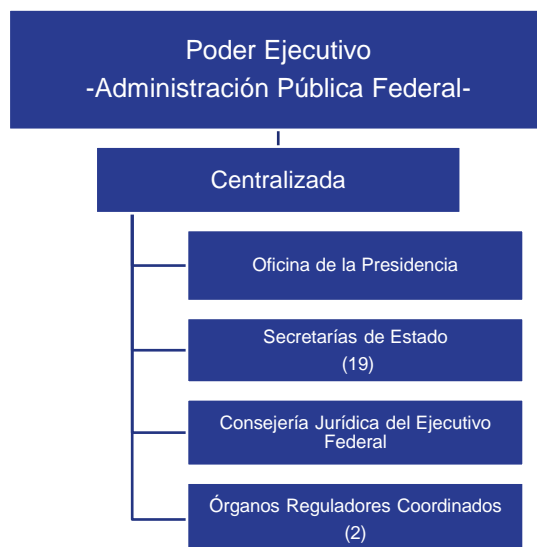 Poder Ejecutivo
-Administración Pública Federal-
Centralizada
Oficina de la Presidencia
Secretarías de Estado
(19)
Consejería Jurídica del Ejecutivo
Federal
Órganos Reguladores Coordinados
(2)